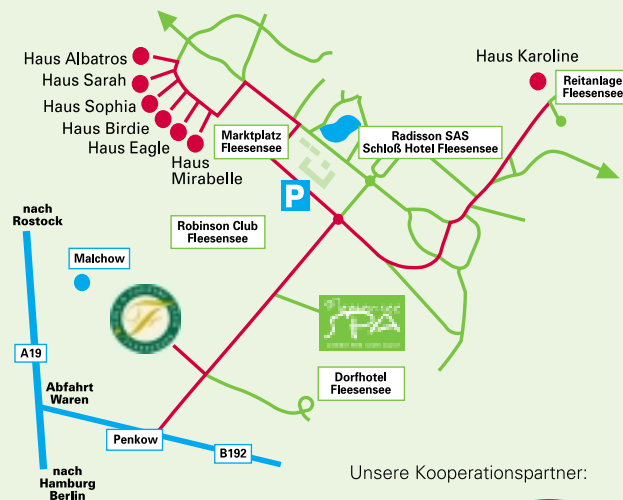 Haus Albatros
Haus Sarah
Haus Sophia
Haus Birdie
Haus Eagle
Haus
Mirabelle
Haus Karoline
Reitanlage
Fleesensee
Marktplatz
Fleesensee
Radisson SAS
Schloß Hotel Fleesensee
P
Robinson Club
Fleesensee
nach
Rostock
Malchow
A19
SPA
Dorfhotel
Fleesensee
Abfahrt
Waren
Penkow
B192
nach
Hamburg
Berlin
Unsere Kooperationspartner: